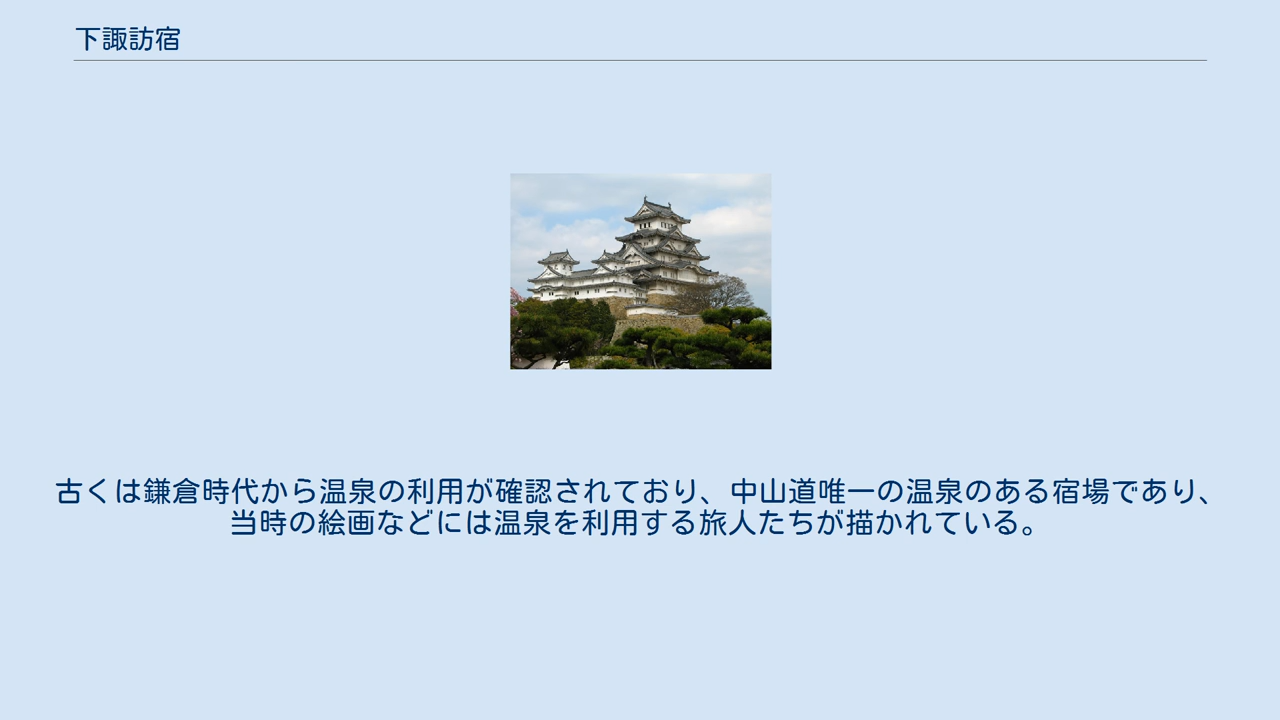 下諏訪宿
古くは鎌倉時代から温泉の利用が確認されており、中山道唯一の温泉のある宿場であり、
当時の絵画などには温泉を利用する旅人たちが描かれている。